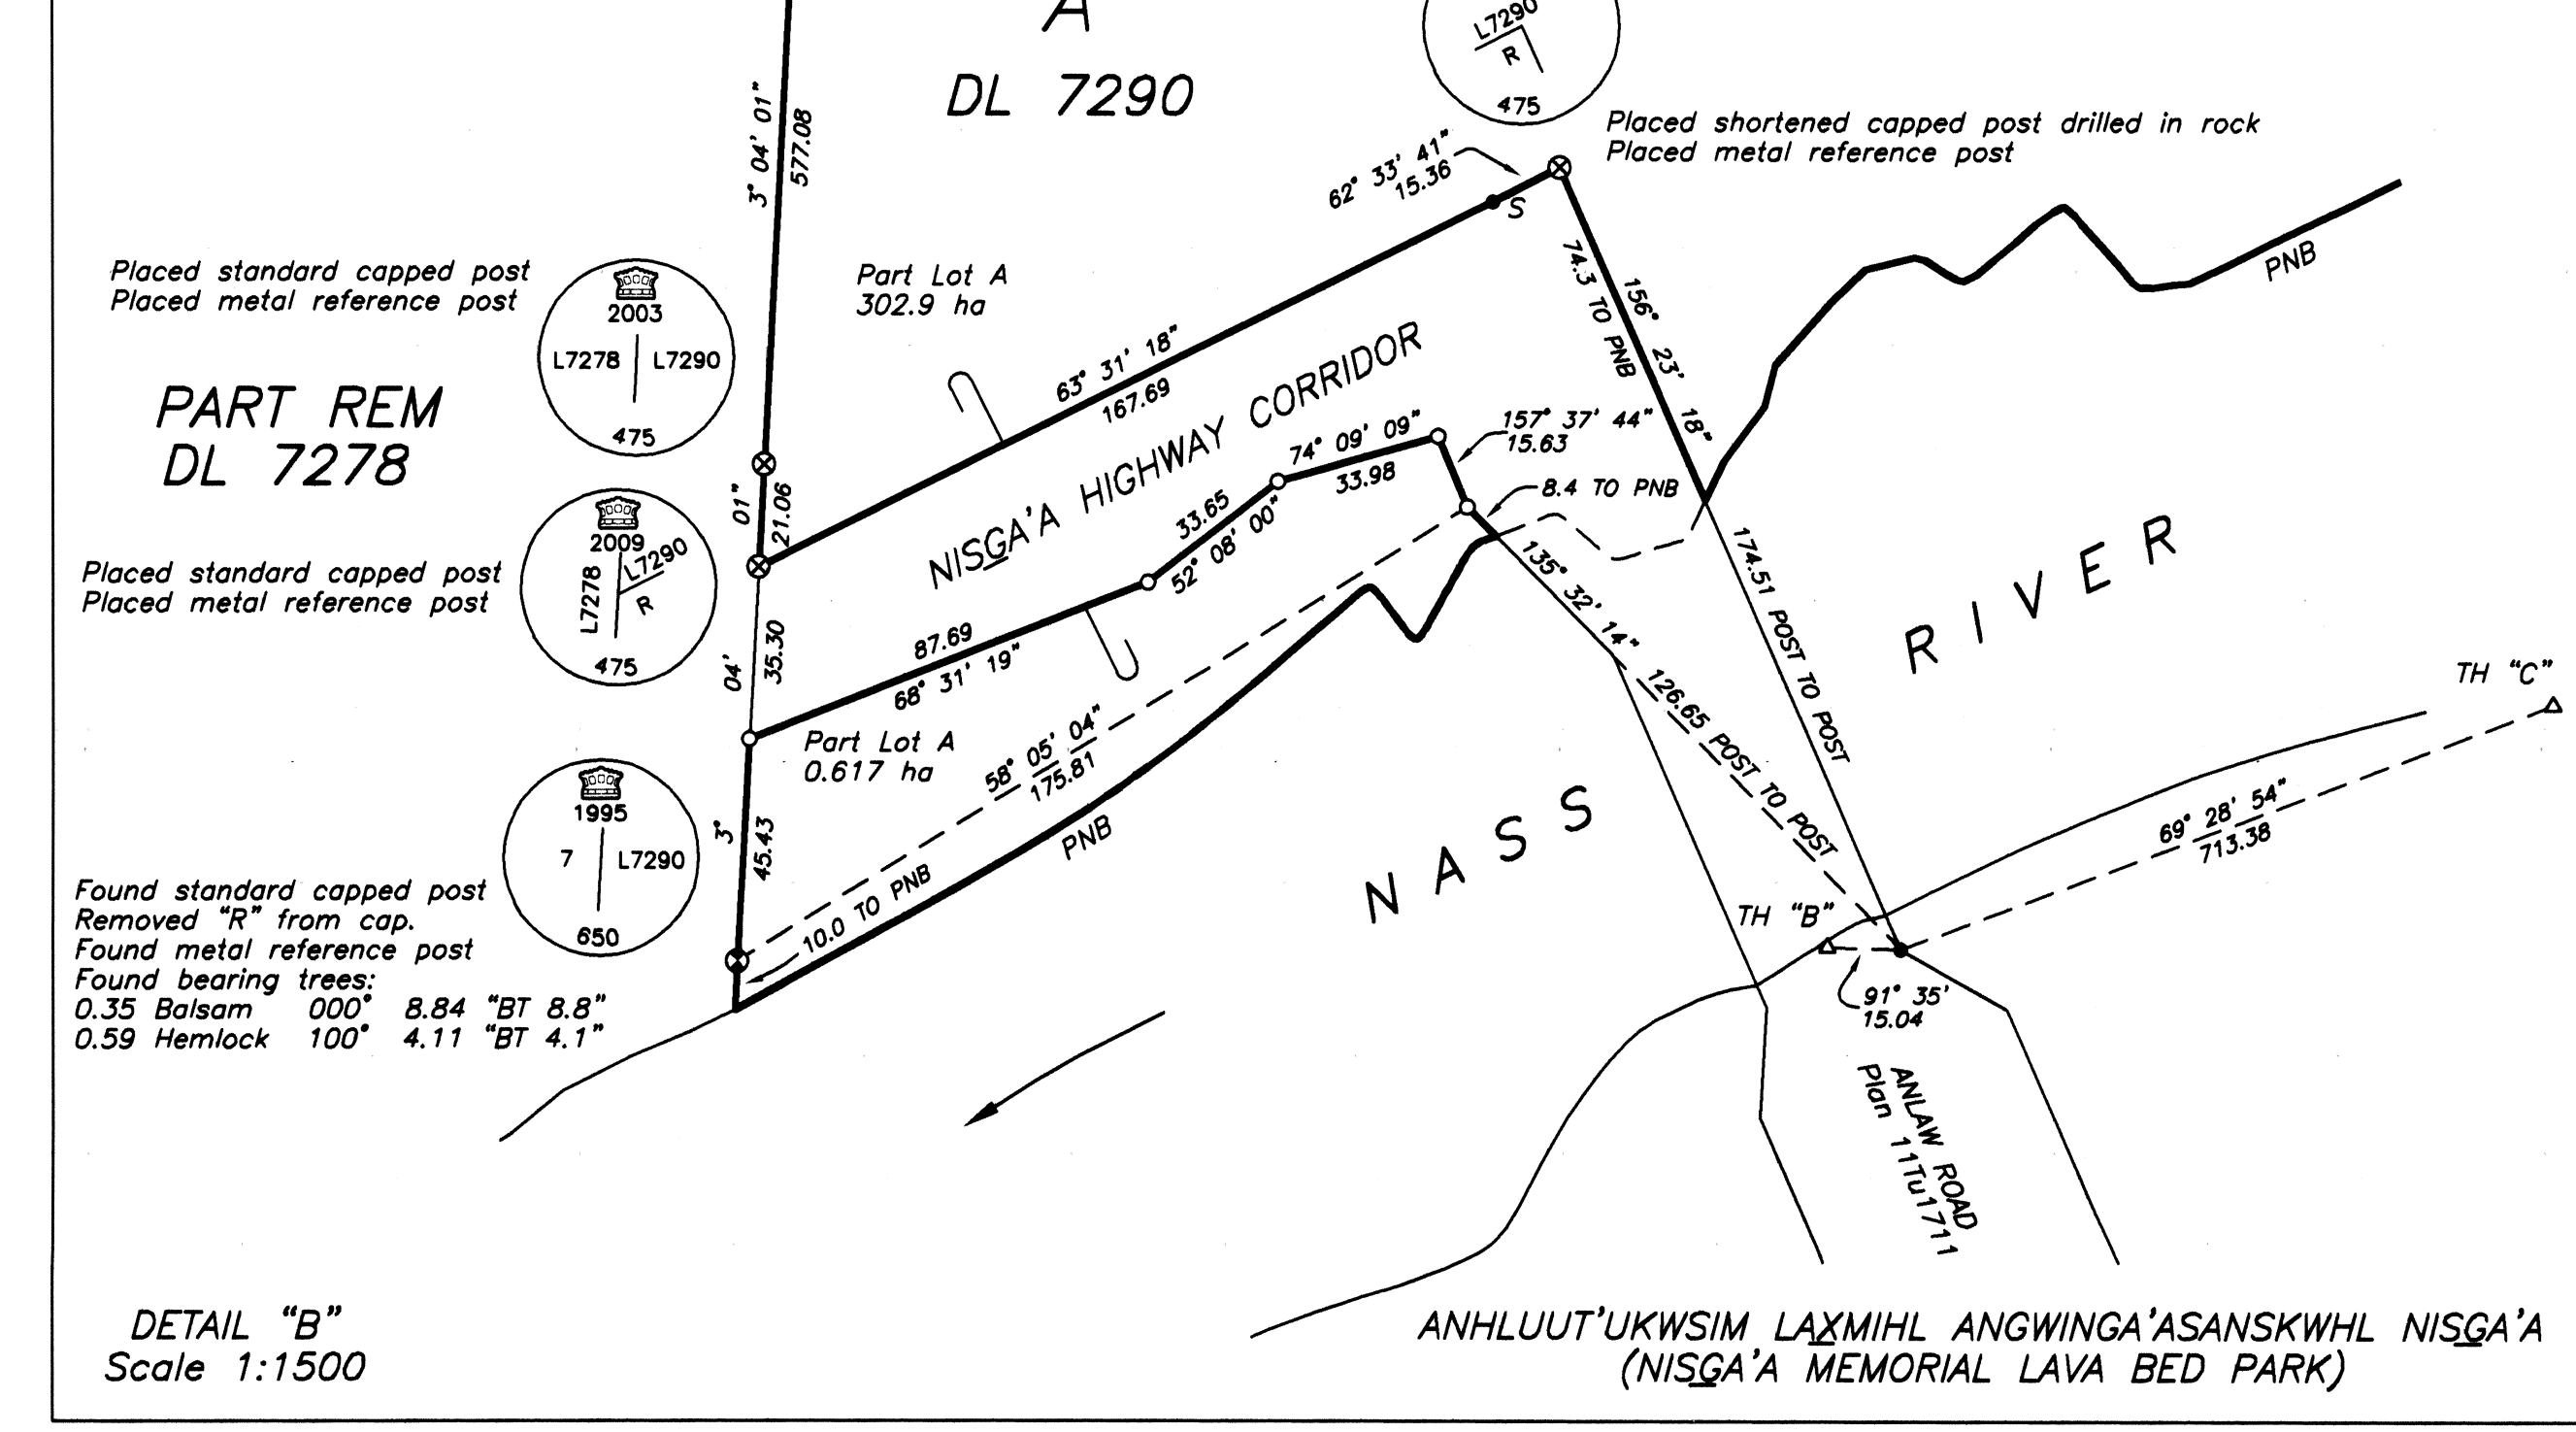 A
DL 7290
L7290
R
475
Placed shortened capped post drilled in rock
Placed metal reference post
3° 04' 01"
577.08
62° 33' 41"
15.36
S
Placed standard capped post
Placed metal reference post
2003
L7278 L7290
475
Part Lot A
302.9 ha
74.3 TO PNB
156° 23' 18"
PNB
63° 31' 18"
167.69
PART REM
DL 7278
NISG̲A'A HIGHWAY CORRIDOR
74° 09' 09"
33.98
157° 37' 44"
15.63
8.4 TO PNB
01"
21.06
33.65
52° 08' 00"
Placed standard capped post
Placed metal reference post
2009
L7278
L7290
R
475
04'
35.30
87.69
68° 31' 19"
135° 32' 14"
126.65 POST TO POST
174.51 POST TO POST
RIVER
TH "C"
Part Lot A
0.617 ha
58° 05' 04"
175.81
1995
7 L7290
650
3°
45.43
PNB
10.0 TO PNB
NASS
69° 28' 54"
713.38
TH "B"
91° 35'
15.04
Found standard capped post
Removed "R" from cap.
Found metal reference post
Found bearing trees:
0.35 Balsam 000° 8.84 "BT 8.8"
0.59 Hemlock 100° 4.11 "BT 4.1"
ANLAW ROAD
Plan 11Tu1711
DETAIL "B"
Scale 1:1500
ANHLUUT'UKWSIM LAX̲MIHL ANGWINGA'ASANSKWHL NISG̲A'A
(NISG̲A'A MEMORIAL LAVA BED PARK)